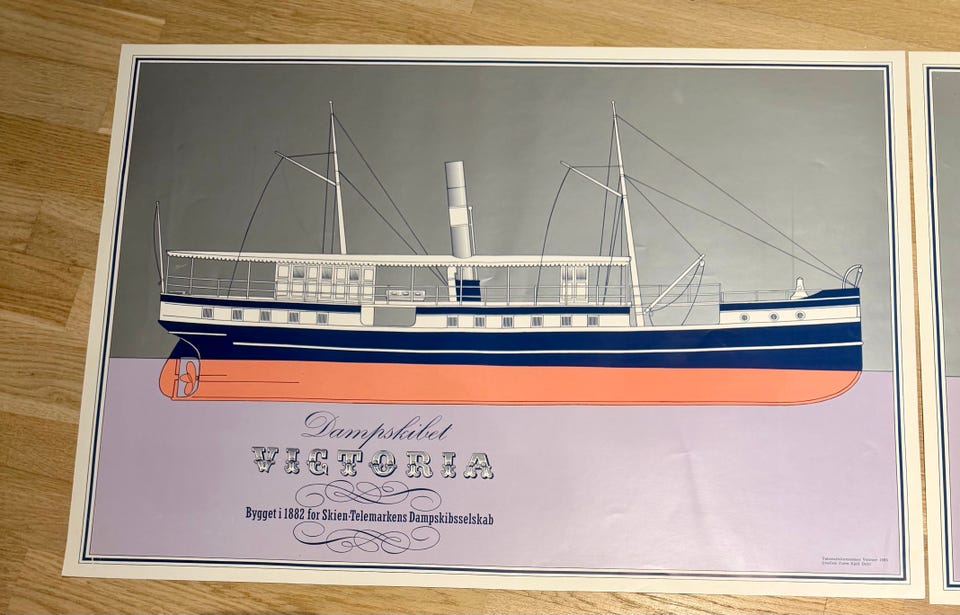 Dampskibet
VICTORIA
Bygget i 1882 for Skien-Telemarkens Dampskibsselskab